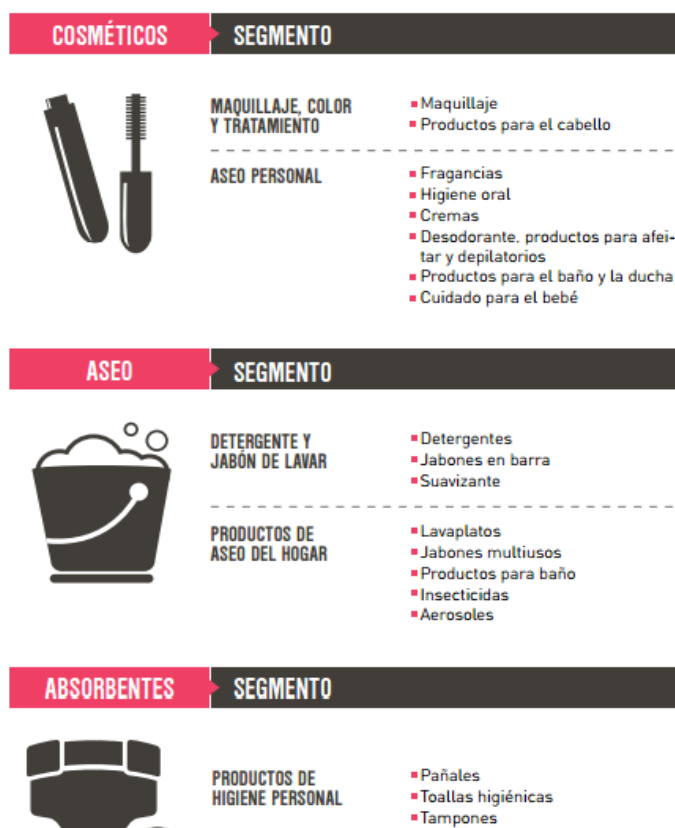 COSMÉTICOS SEGMENTO
MAQUILLAJE, COLOR
Y TRATAMIENTO
Maquillaje
Productos para el cabello
ASEO PERSONAL
Fragancias
Higiene oral
Cremas
Desodorante, productos para afei-
tar y depilatorios
Productos para el baño y la ducha
Cuidado para el bebé
ASEO SEGMENTO
DETERGENTE Y
JABÓN DE LAVAR
Detergentes
Jabones en barra
Suavizante
PRODUCTOS DE
ASEO DEL HOGAR
Lavaplatos
Jabones multiusos
Productos para baño
Insecticidas
Aerosoles
ABSORBENTES SEGMENTO
PRODUCTOS DE
HIGIENE PERSONAL
Pañales
Toallas higiénicas
Tampones